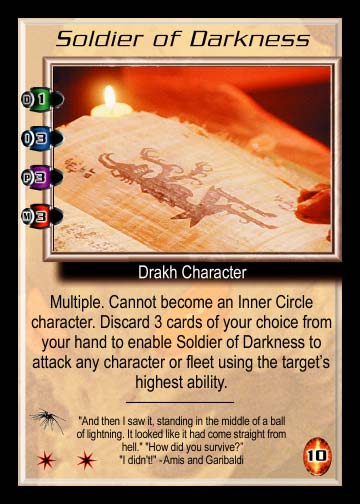 Soldier of Darkness
D 1
I 3
P 3
M 3
Drakh Character
Multiple. Cannot become an Inner Circle
character. Discard 3 cards of your choice from
your hand to enable Soldier of Darkness to
attack any character or fleet using the target's
highest ability.
"And then I saw it, standing in the middle of a ball
of lightning. It looked like it had come straight from
hell." "How did you survive?"
"I didn't!" -Amis and Garibaldi
10